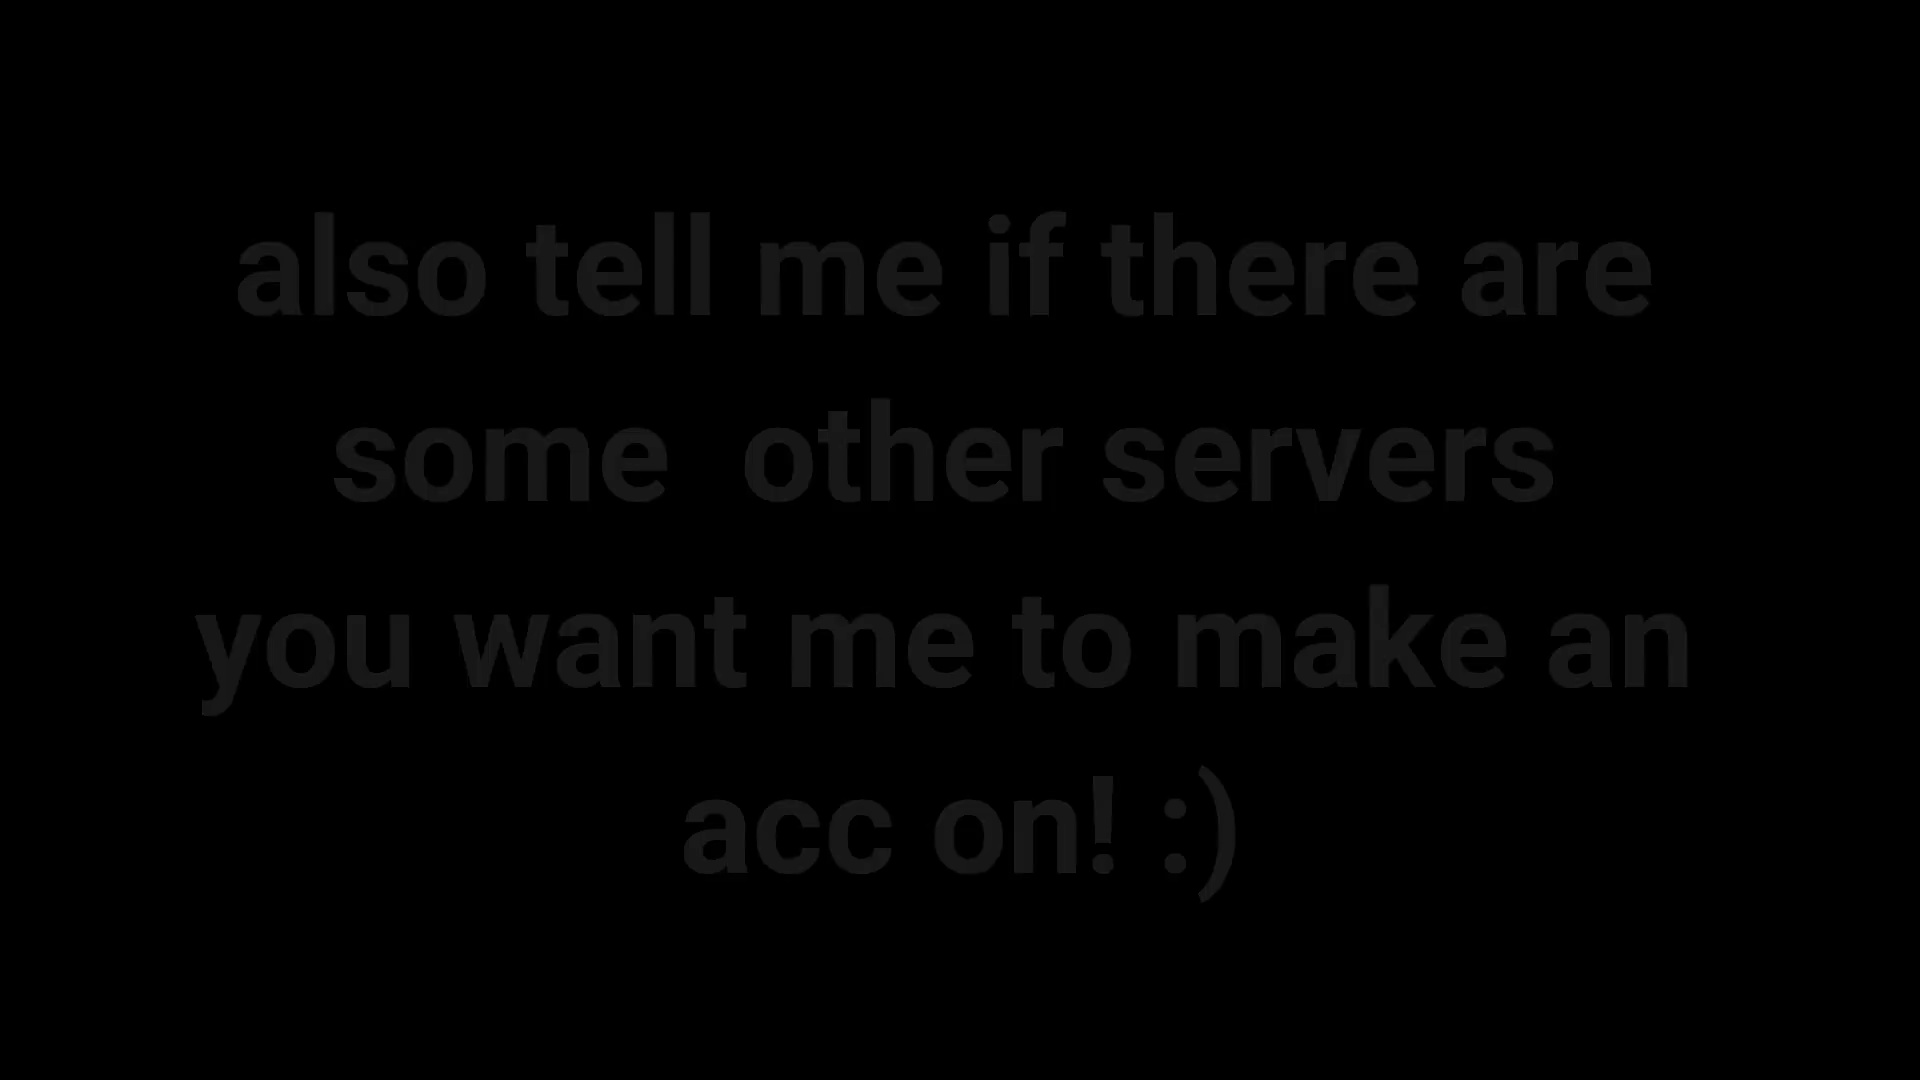 also tell me if there are
some  other servers
you want me to make an
acc on! :)